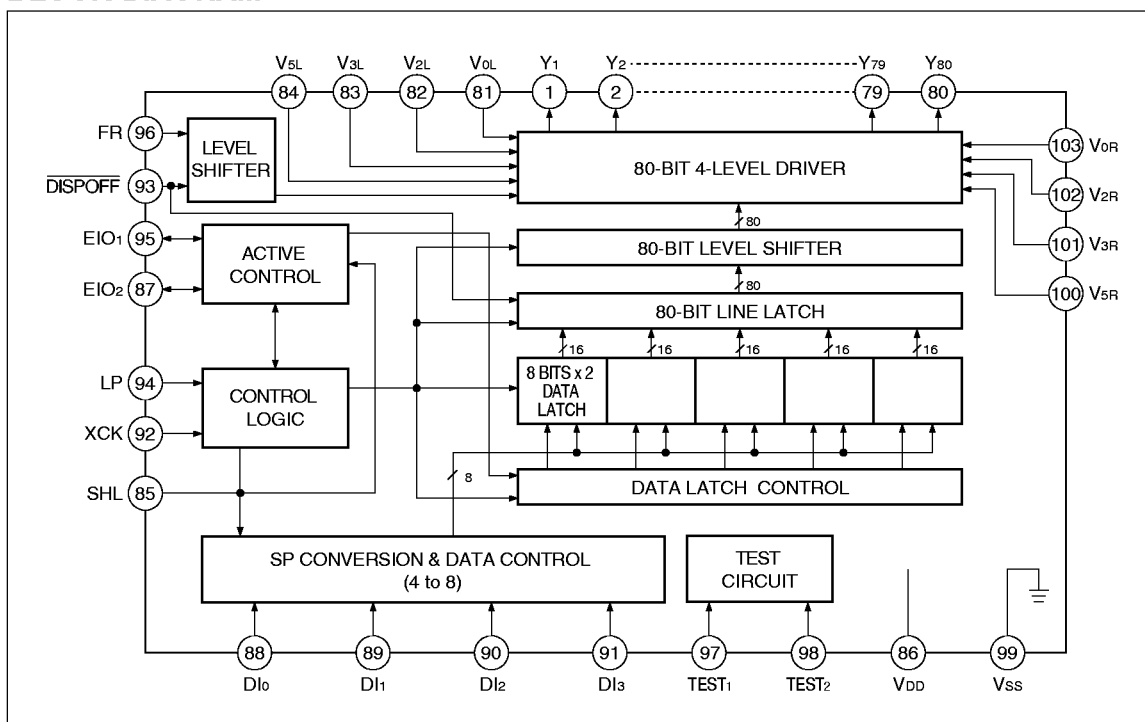 V5L V3L V2L V0L Y1 Y2 Y79 Y80
84 83 82 81 1 2 79 80
FR 96
LEVEL
SHIFTER
80-BIT 4-LEVEL DRIVER
103 V0R
DISPOFF 93
102 V2R
80
EIO1 95
ACTIVE
CONTROL
80-BIT LEVEL SHIFTER
101 V3R
EIO2 87
80
100 V5R
80-BIT LINE LATCH
16 16 16 16 16
LP 94
CONTROL
LOGIC
8 BITS x 2
DATA
LATCH
XCK 92
SHL 85
8
DATA LATCH CONTROL
SP CONVERSION & DATA CONTROL
(4 to 8)
TEST
CIRCUIT
88 89 90 91 97 98 86 99
DI0 DI1 DI2 DI3 TEST1 TEST2 VDD VSS